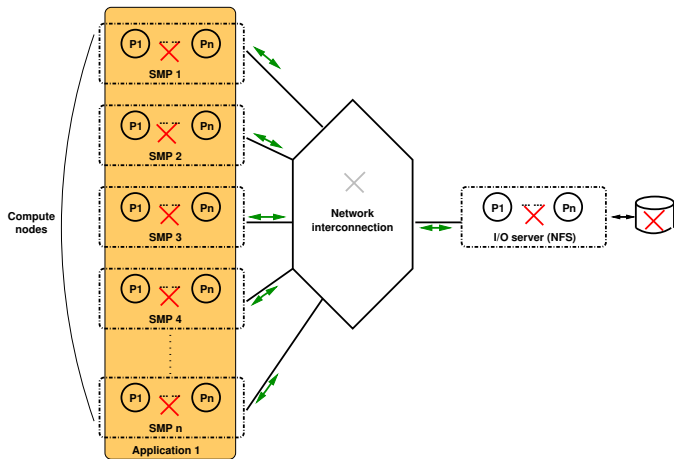 P1 Pn
SMP 1
P1 Pn
SMP 2
P1 Pn
SMP 3
P1 Pn
SMP 4
P1 Pn
SMP n
Application 1
Compute
nodes
Network
interconnection
P1 Pn
I/O server (NFS)